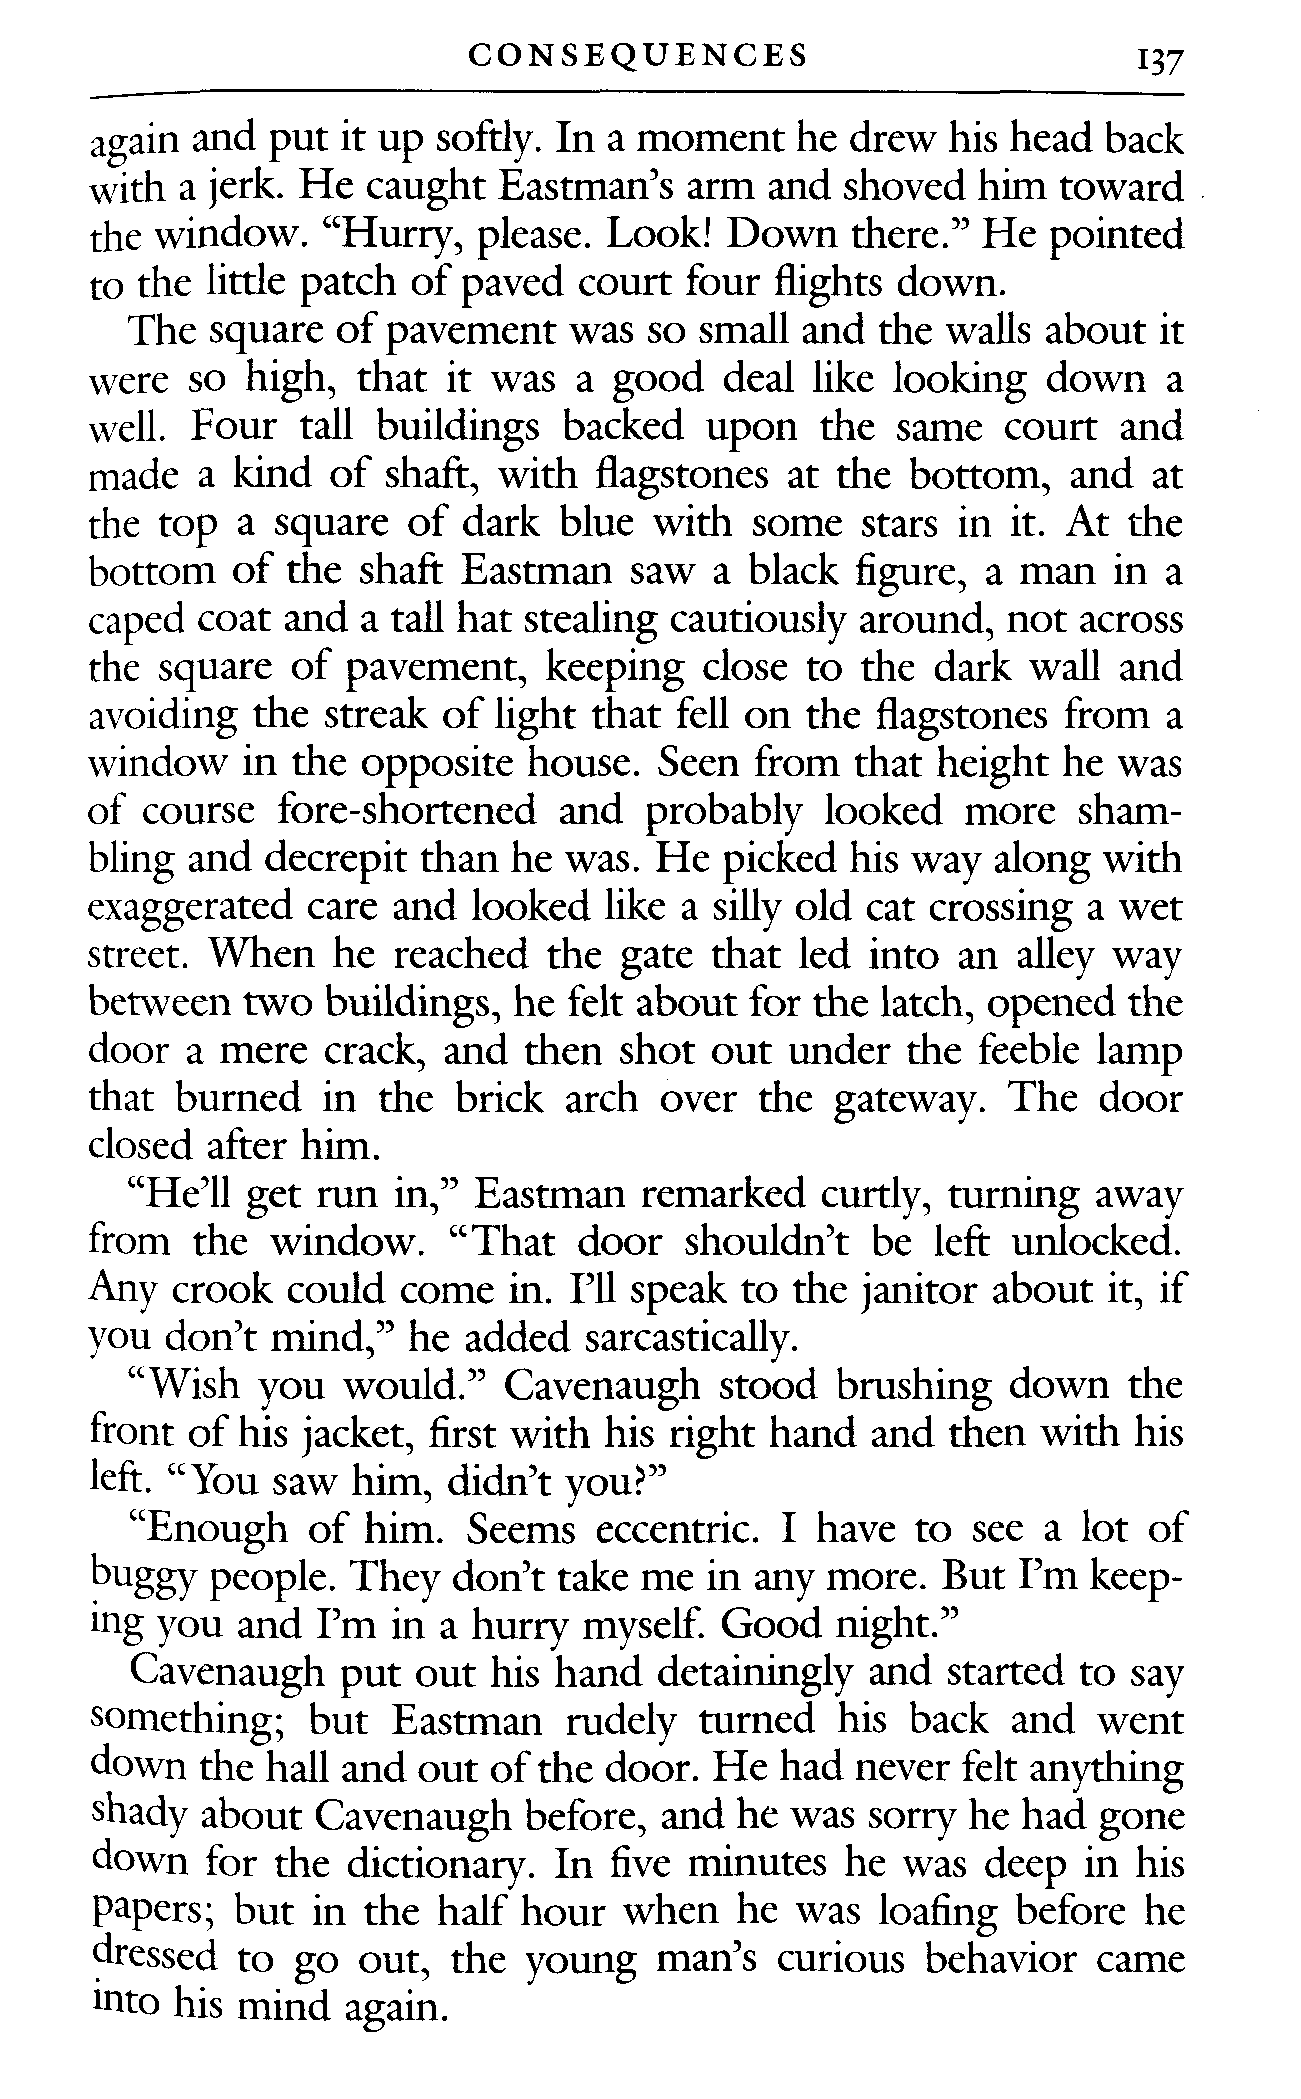 CONSEQUENCES 137
again and put it up softly. In a moment he drew his head back
with a jerk. He caught Eastman’s arm and shoved him toward
the window. “Hurry, please. Look! Down there.” He pointed
to the little patch of paved court four flights down.
The square of pavement was so small and the walls about it
were so high, that it was a good deal like looking down a
well. Four tall buildings backed upon the same court and
made a kind of shaft, with flagstones at the bottom, and at
the top a square of dark blue with some stars in it. At the
bottom of the shaft Eastman saw a black figure, a man in a
caped coat and a tall hat stealing cautiously around, not across
the square of pavement, keeping close to the dark wall and
avoiding the streak of light that fell on the flagstones from a
window in the opposite house. Seen from that height he was
of course fore-shortened and probably looked more sham-
bling and decrepit than he was. He picked his way along with
exaggerated care and looked like a silly old cat crossing a wet
street. When he reached the gate that led into an alley way
between two buildings, he felt about for the latch, opened the
door a mere crack, and then shot out under the feeble lamp
that burned in the brick arch over the gateway. The door
closed after him.
“He’ll get run in,” Eastman remarked curtly, turning away
from the window. “That door shouldn’t be left unlocked.
Any crook could come in. I’ll speak to the janitor about it, if
you don’t mind,” he added sarcastically.
“Wish you would.” Cavenaugh stood brushing down the
front of his jacket, first with his right hand and then with his
left. “You saw him, didn’t you?”
“Enough of him. Seems eccentric. I have to see a lot of
buggy people. They don’t take me in any more. But I’m keep-
ing you and I’m in a hurry myself. Good night.”
Cavenaugh put out his hand detainingly and started to say
something; but Eastman rudely turned his back and went
down the hall and out of the door. He had never felt anything
shady about Cavenaugh before, and he was sorry he had gone
down for the dictionary. In five minutes he was deep in his
papers; but in the half hour when he was loafing before he
dressed to go out, the young man’s curious behavior came
into his mind again.